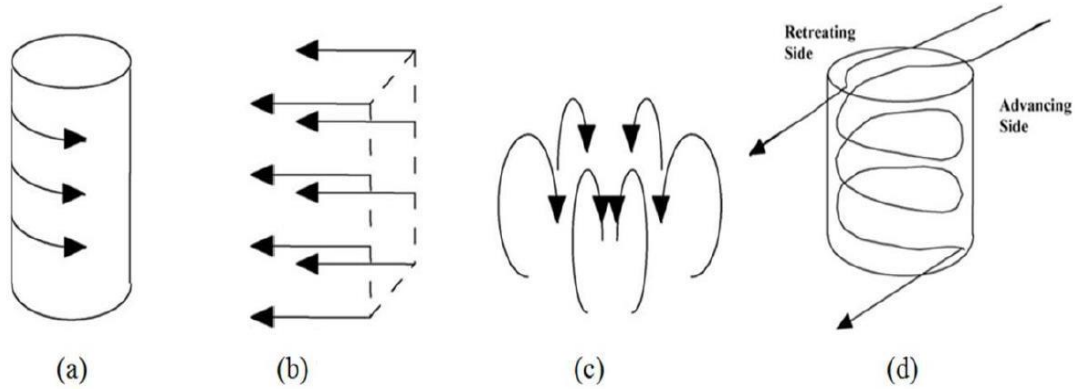 Retreating
Side
Advancing
Side
(a)
(b)
(c)
(d)